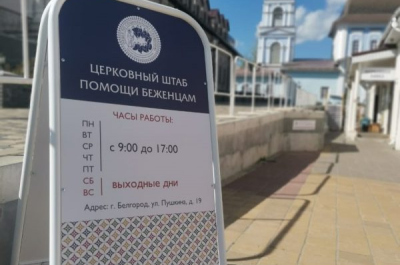 ЦЕРКОВНЫЙ ШТАБ
ПОМОЩИ БЕЖЕНЦАМ
ЧАСЫ РАБОТЫ:
ПН
ВТ
СР
ЧТ
ПТ
с 9:00 до 17:00
СБ
ВС
выходные дни
Адрес: г. Белгород, ул. Пушкина, д. 19